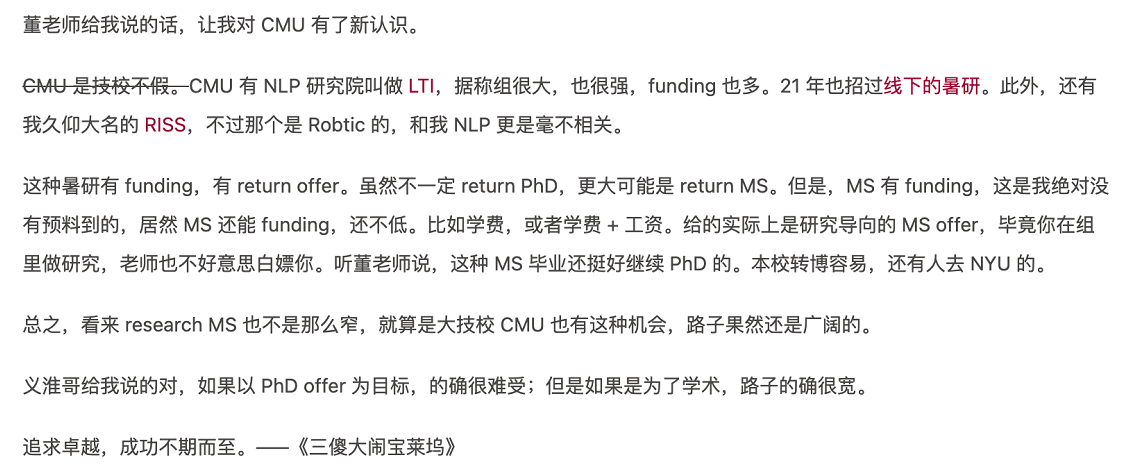 董老师给我说的话，让我对 CMU 有了新认识。
CMU 是技校不假。CMU 有 NLP 研究院叫做 LTI，据称组很大，也很强，funding 也多。21 年也招过线下的暑研。此外，还有
我久仰大名的 RISS，不过那个是 Robtic 的，和我 NLP 更是毫不相关。
这种暑研有 funding，有 return offer。虽然不一定 return PhD，更大可能是 return MS。但是，MS 有 funding，这是我绝对没
有预料到的，居然 MS 还能 funding，还不低。比如学费，或者学费 + 工资。给的实际上是研究导向的 MS offer，毕竟你在组
里做研究，老师也不好意思白嫖你。听董老师说，这种 MS 毕业还挺好继续 PhD 的。本校转博容易，还有人去 NYU 的。
总之，看来 research MS 也不是那么窄，就算是大技校 CMU 也有这种机会，路子果然还是广阔的。
义淮哥给我说的对，如果以 PhD offer 为目标，的确很难受；但是如果是为了学术，路子的确很宽。
追求卓越，成功不期而至。——《三傻大闹宝莱坞》